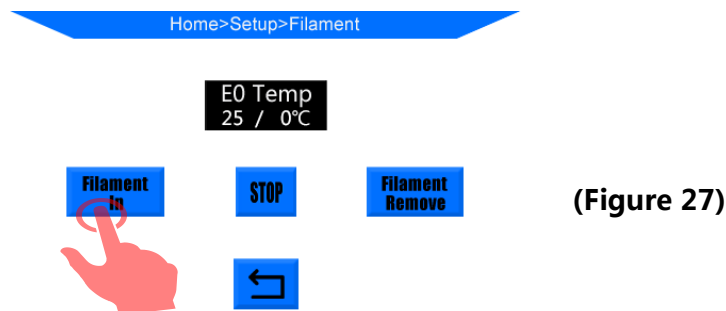 Home>Setup>Filament
E0 Temp
25 / 0℃
Filament
In
STOP
Filament
Remove
(Figure 27)